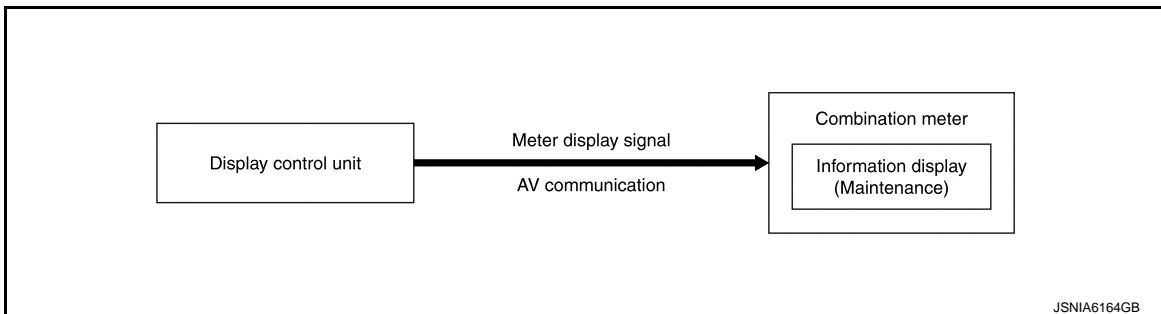 Display control unit
Meter display signal
AV communication
Combination meter
Information display
(Maintenance)
JSNIA6164GB